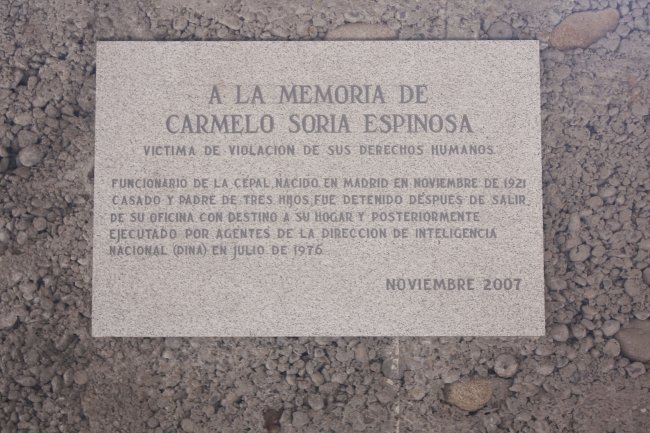 A LA MEMORIA DE
CARMELO SORIA ESPINOSA
VICTIMA DE VIOLACION DE SUS DERECHOS HUMANOS.
FUNCIONARIO DE LA CEPAL, NACIDO EN MADRID EN NOVIEMBRE DE 1921
CASADO Y PADRE DE TRES HIJOS, FUE DETENIDO DÉSPUES DE SALIR
DE SU OFICINA CON DESTINO A SU HOGAR Y POSTERIORMENTE
EJECUTADO POR AGENTES DE LA DIRECCION DE INTELIGENCIA
NACIONAL (DINA) EN JULIO DE 1976.
NOVIEMBRE 2007